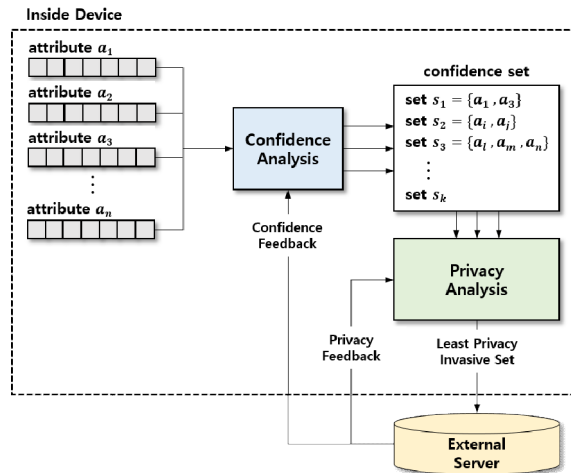 Inside Device
attribute a₁
attribute a₂
attribute a₃
⋮
attribute aₙ
Confidence
Analysis
Confidence
Feedback
confidence set
set s₁ = {a₁ , a₃}
set s₂ = {aᵢ , aⱼ}
set s₃ = {aₗ , aₘ , aₙ}
⋮
set sₖ
Privacy
Analysis
Privacy
Feedback
Least Privacy
Invasive Set
External
Server